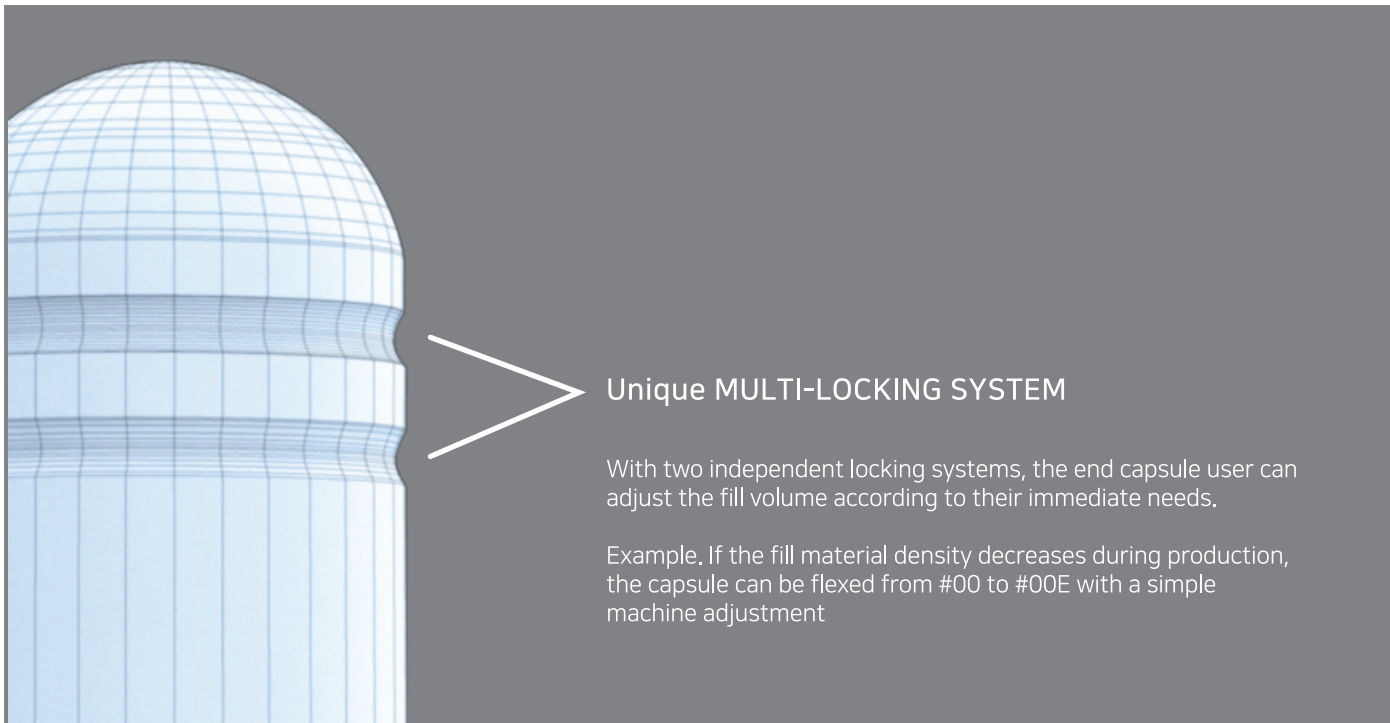 Unique MULTI-LOCKING SYSTEM
With two independent locking systems, the end capsule user can
adjust the fill volume according to their immediate needs.
Example. If the fill material density decreases during production,
the capsule can be flexed from #00 to #00E with a simple
machine adjustment